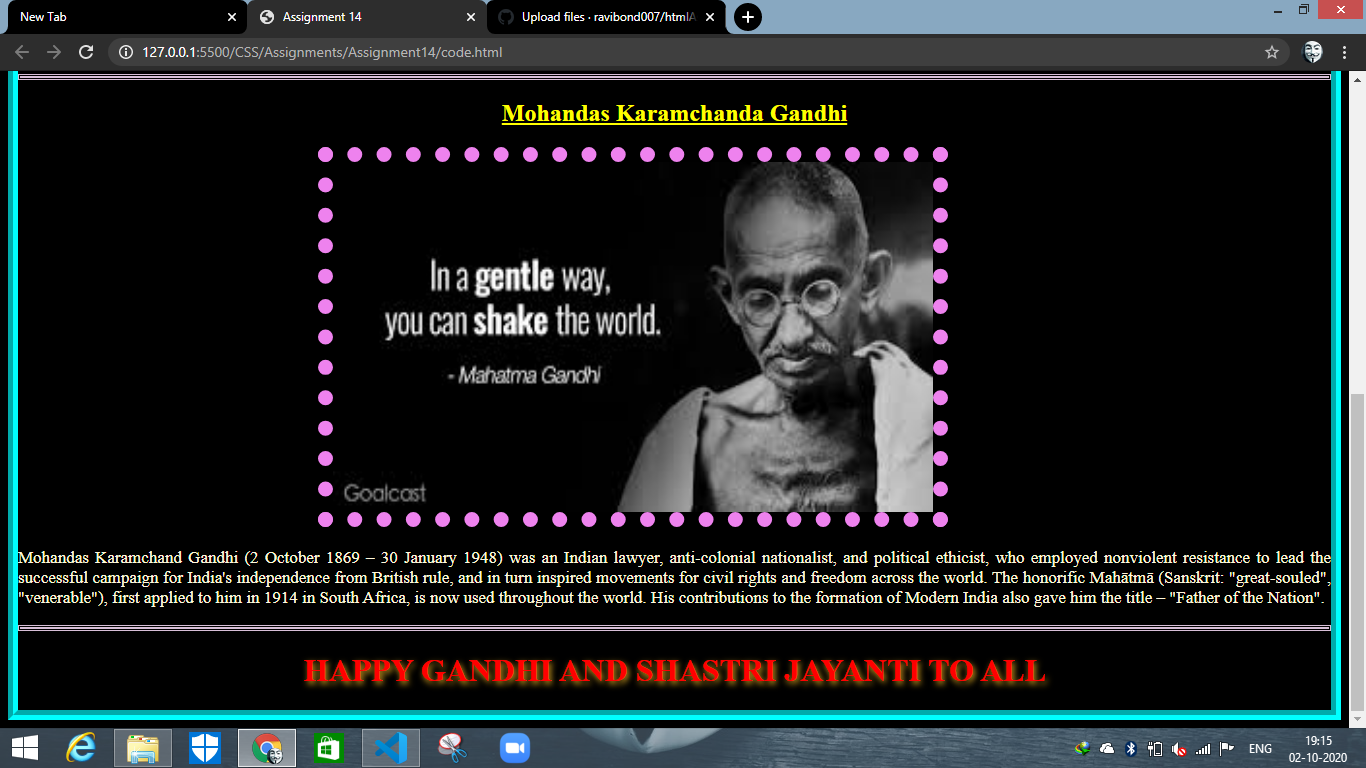 New Tab
Assignment 14
Upload files · ravibond007/htmlA
127.0.0.1:5500/CSS/Assignments/Assignment14/code.html
Mohandas Karamchanda Gandhi
In a gentle way,
you can shake the world.
- Mahatma Gandhi
Goalcast
Mohandas Karamchand Gandhi (2 October 1869 – 30 January 1948) was an Indian lawyer, anti-colonial nationalist, and political ethicist, who employed nonviolent resistance to lead the
successful campaign for India's independence from British rule, and in turn inspired movements for civil rights and freedom across the world. The honorific Mahātmā (Sanskrit: "great-souled",
"venerable"), first applied to him in 1914 in South Africa, is now used throughout the world. His contributions to the formation of Modern India also gave him the title – "Father of the Nation".
HAPPY GANDHI AND SHASTRI JAYANTI TO ALL
ENG
19:15
02-10-2020